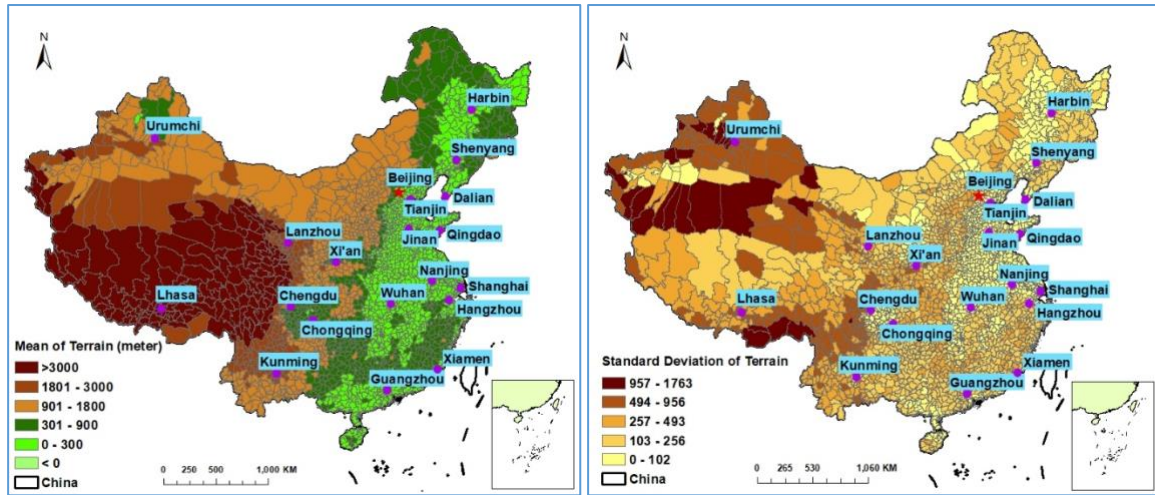 N
Harbin
Urumchi
Shenyang
Beijing
Dalian
Tianjin
Lanzhou
Jinan
Qingdao
Xi'an
Nanjing
Shanghai
Lhasa
Chengdu
Wuhan
Hangzhou
Chongqing
Mean of Terrain (meter)
Kunming
Xiamen
Guangzhou
>3000
1801 - 3000
901 - 1800
301 - 900
0 - 300
< 0
China
0 250 500 1,000 KM
N
Harbin
Urumchi
Shenyang
Beijing
Dalian
Tianjin
Lanzhou
Jinan
Qingdao
Xi'an
Nanjing
Shanghai
Lhasa
Chengdu
Wuhan
Hangzhou
Chongqing
Standard Deviation of Terrain
Kunming
Xiamen
Guangzhou
957 - 1763
494 - 956
257 - 493
103 - 256
0 - 102
China
0 265 530 1,060 KM